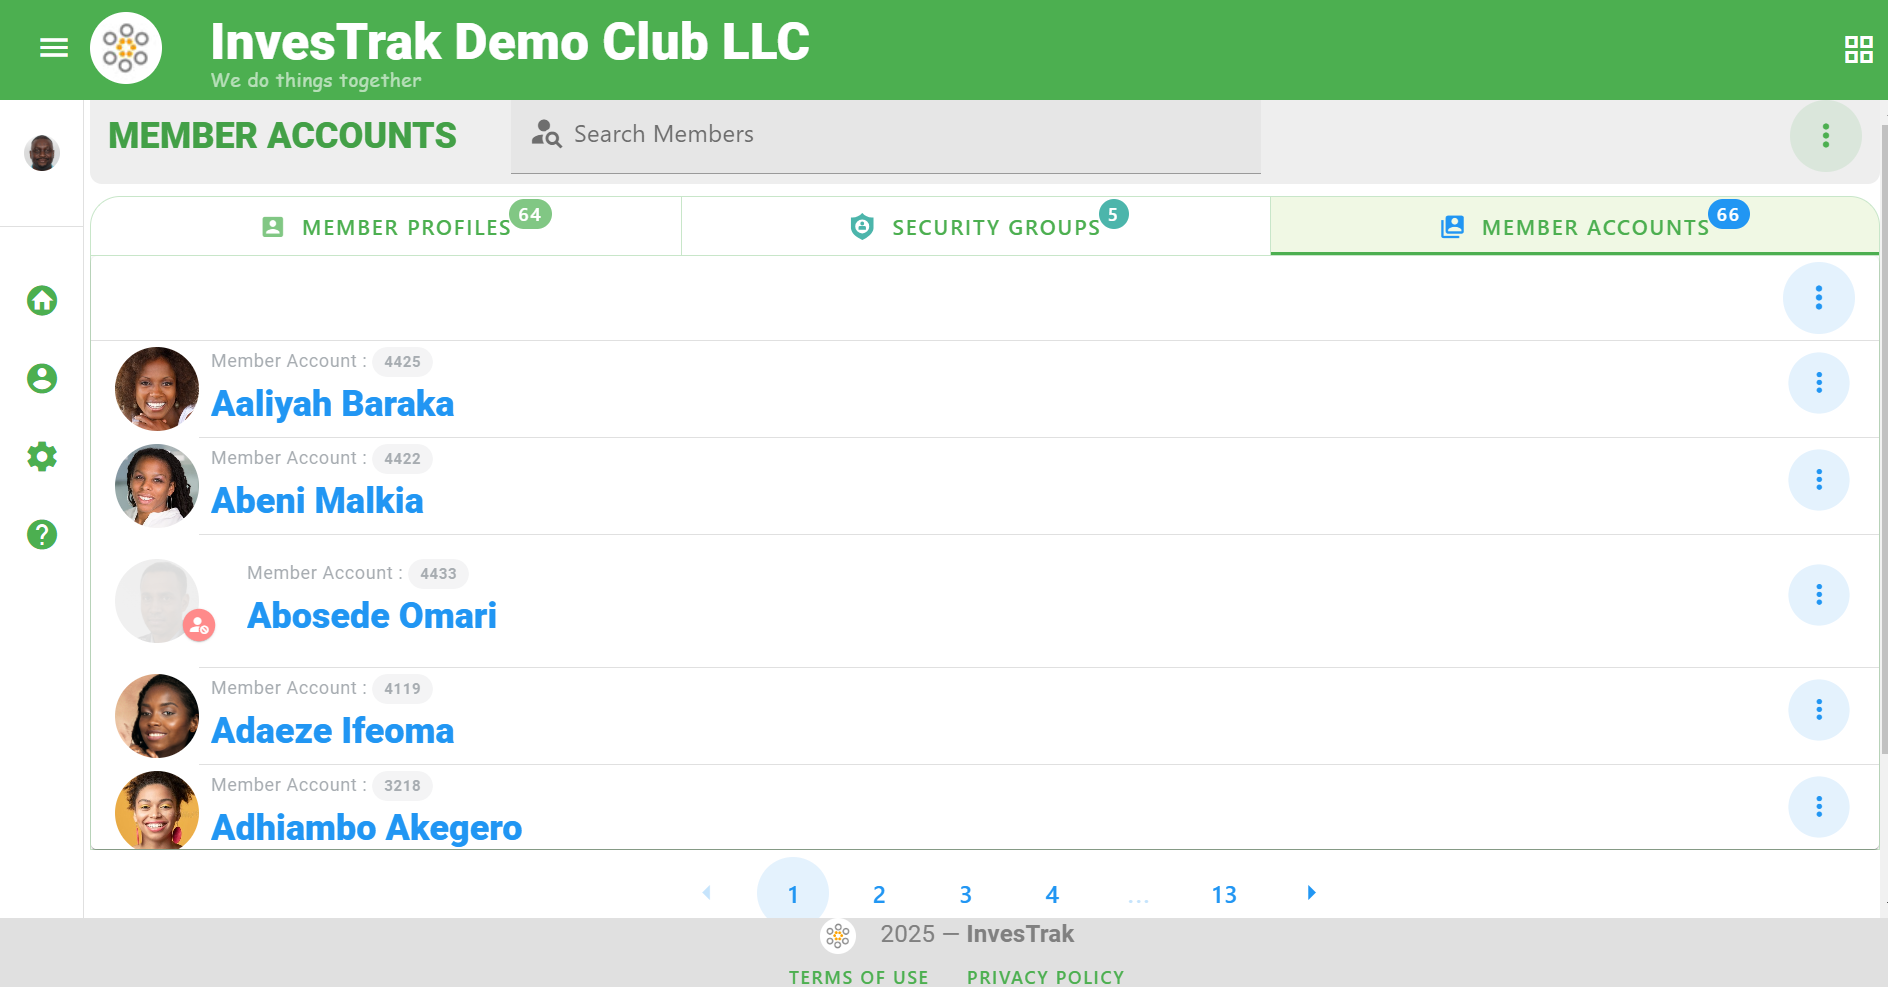 InvesTrak Demo Club LLC
We do things together
MEMBER ACCOUNTS
Search Members
MEMBER PROFILES 64
SECURITY GROUPS 5
MEMBER ACCOUNTS 66
Member Account : 4425
Aaliyah Baraka
Member Account : 4422
Abeni Malkia
Member Account : 4433
Abosede Omari
Member Account : 4119
Adaeze Ifeoma
Member Account : 3218
Adhiambo Akegero
1 2 3 4 ... 13
2025 — InvesTrak
TERMS OF USE PRIVACY POLICY